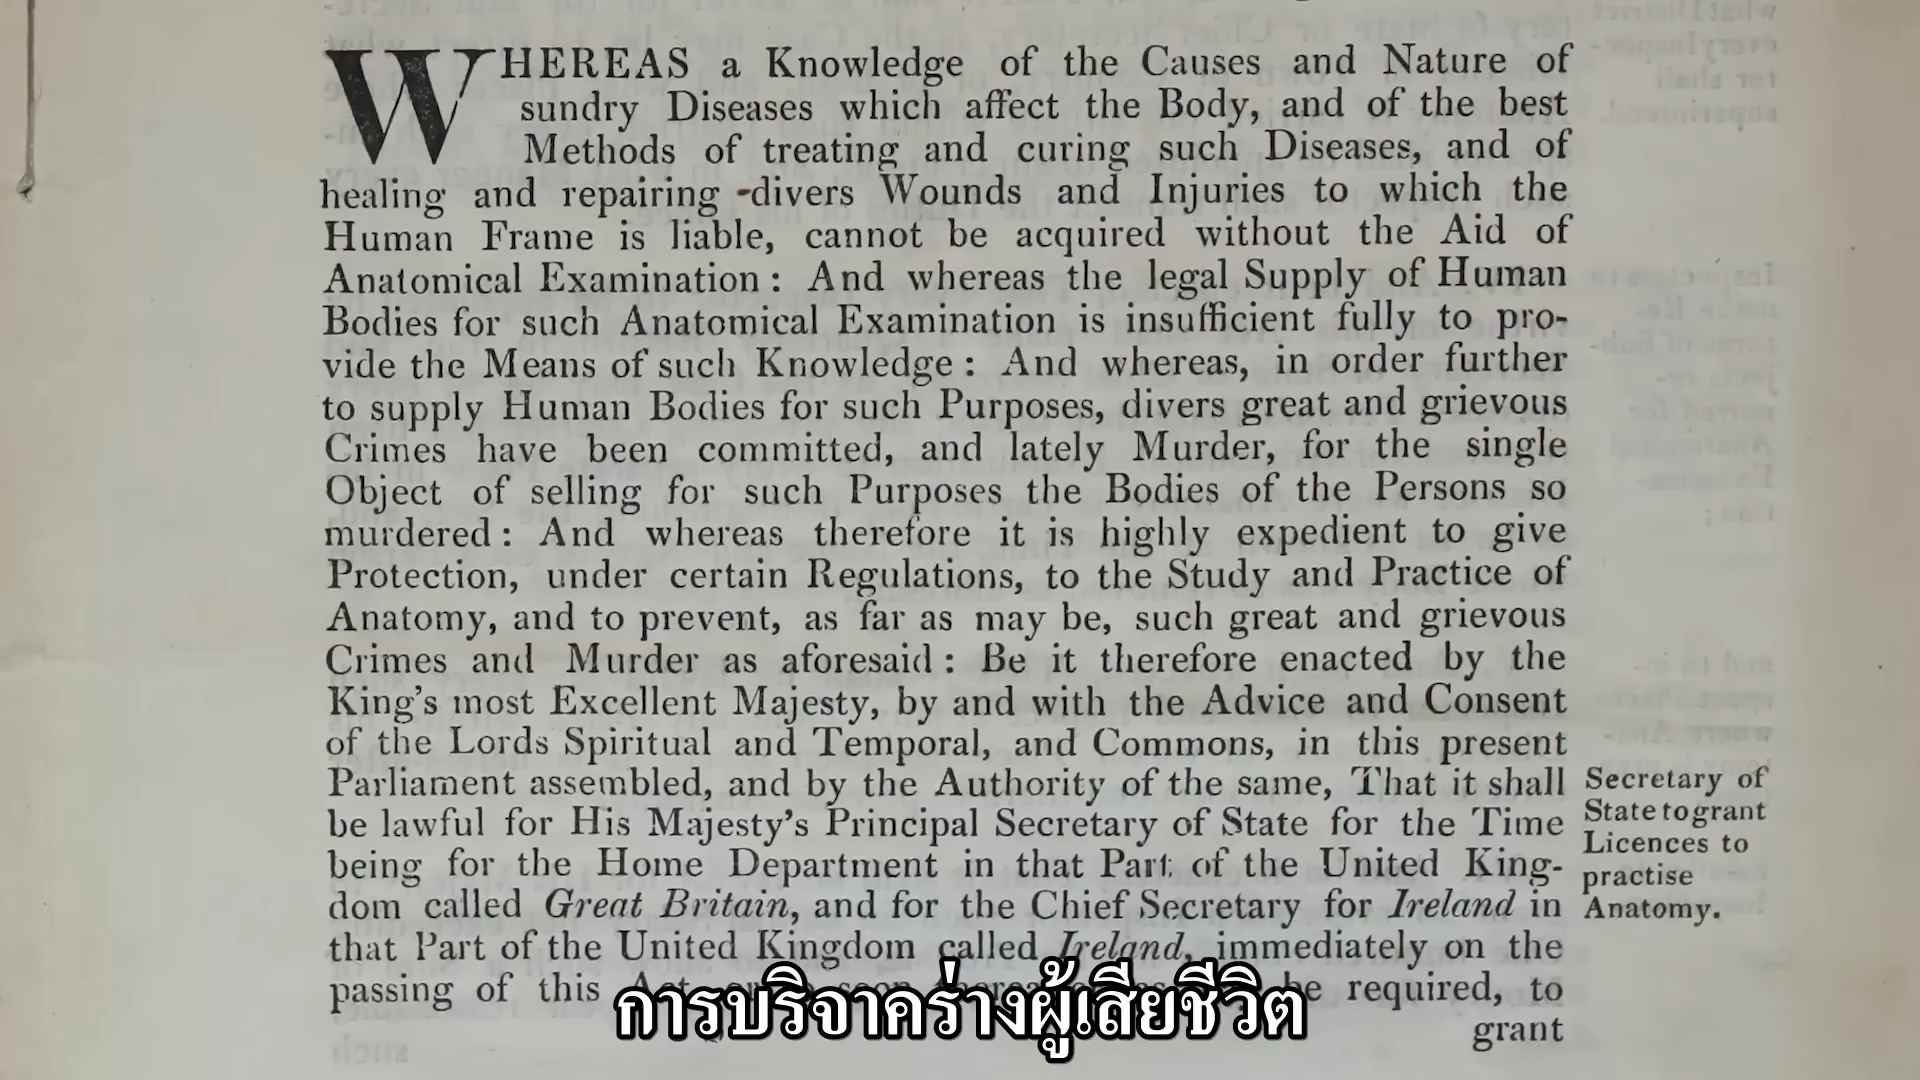 WHEREAS a Knowledge of the Causes and Nature of
sundry Diseases which affect the Body, and of the best
Methods of treating and curing such Diseases, and of
healing and repairing divers Wounds and Injuries to which the
Human Frame is liable, cannot be acquired without the Aid of
Anatomical Examination: And whereas the legal Supply of Human
Bodies for such Anatomical Examination is insufficient fully to pro-
vide the Means of such Knowledge: And whereas, in order further
to supply Human Bodies for such Purposes, divers great and grievous
Crimes have been committed, and lately Murder, for the single
Object of selling for such Purposes the Bodies of the Persons so
murdered: And whereas therefore it is highly expedient to give
Protection, under certain Regulations, to the Study and Practice of
Anatomy, and to prevent, as far as may be, such great and grievous
Crimes and Murder as aforesaid: Be it therefore enacted by the
King's most Excellent Majesty, by and with the Advice and Consent
of the Lords Spiritual and Temporal, and Commons, in this present
Parliament assembled, and by the Authority of the same, That it shall
be lawful for His Majesty's Principal Secretary of State for the Time
being for the Home Department in that Part of the United King-
dom called Great Britain, and for the Chief Secretary for Ireland in
that Part of the United Kingdom called Ireland, immediately on the
passing of this be required, to
grant
Secretary of
State to grant
Licences to
practise
Anatomy.
การบริจาคร่างผู้เสียชีวิต